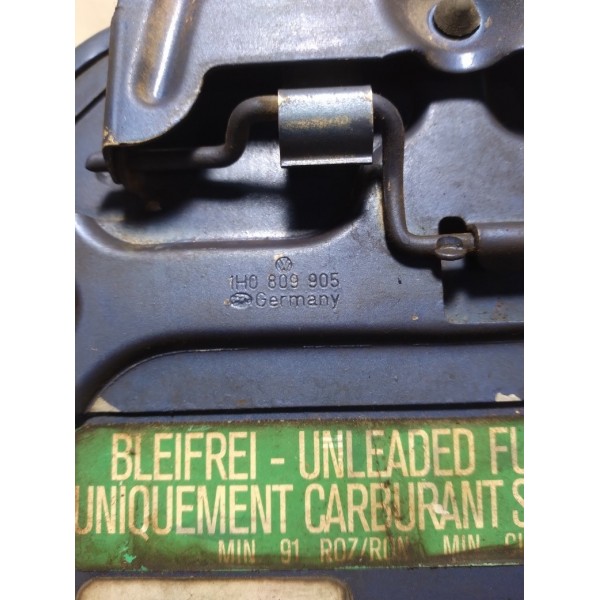 1H0 809 905
Germany
BLEIFREI - UNLEADED FU
UNIQUEMENT CARBURANT S
MIN 91 ROZ/RON MIN